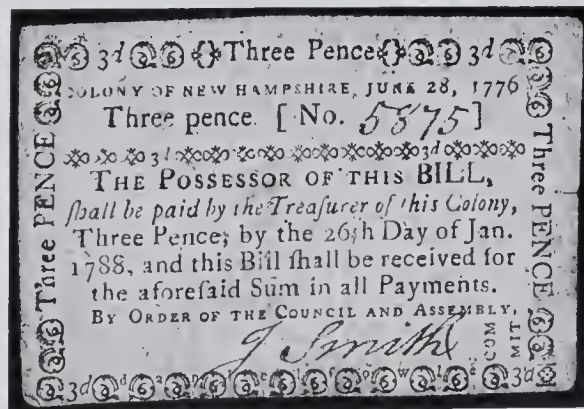 3d Three Pence 3d
COLONY OF NEW HAMPSHIRE, JUNE 28, 1776
Three pence. [ No. 5875 ]
3d 3d
THE POSSESSOR OF THIS BILL,
ſhall be paid by the Treaſurer of this Colony,
Three Pence; by the 26th Day of Jan.
1788, and this Bill ſhall be received for
the aforeſaid Sum in all Payments.
BY ORDER OF THE COUNCIL AND ASSEMBLY,
J Smith
COM
MIT
Three PENCE
Three PENCE
3d 3d